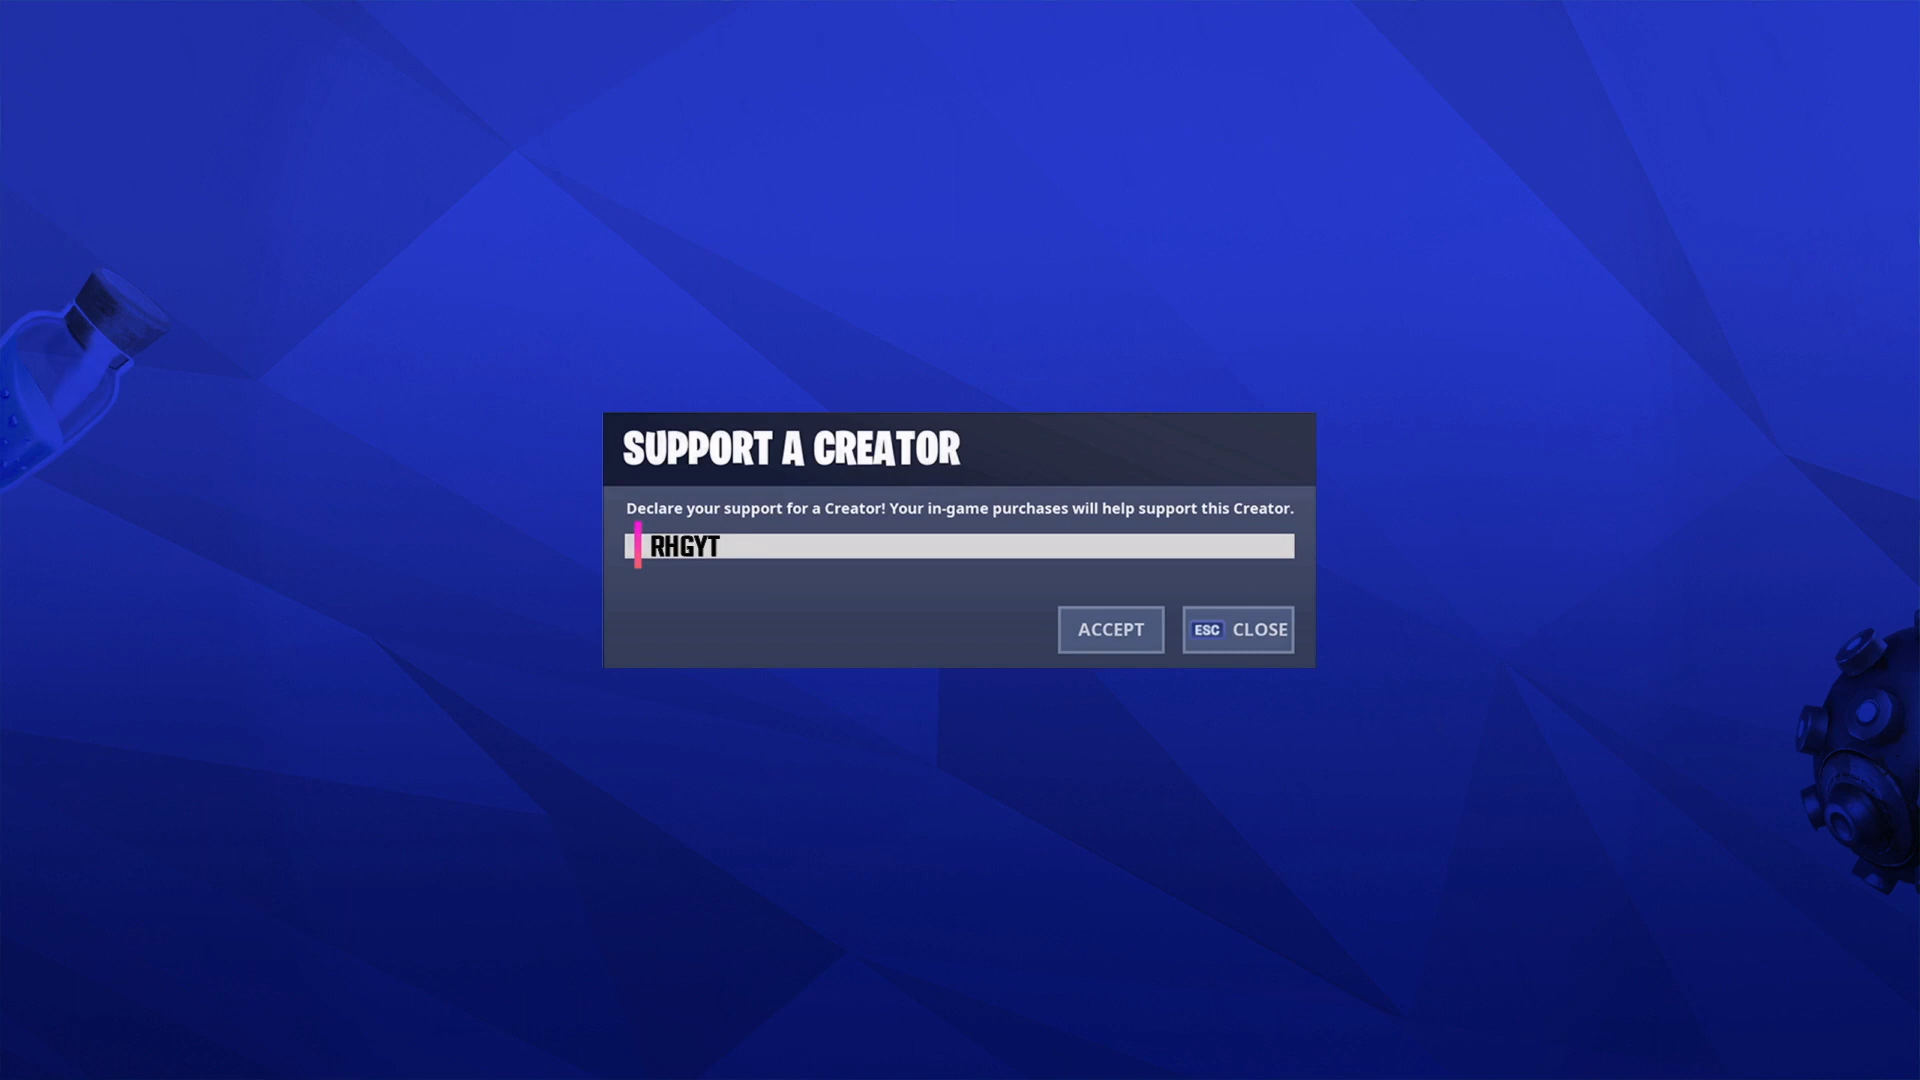 SUPPORT A CREATOR
Declare your support for a Creator! Your in-game purchases will help support this Creator.
RHGYT
ACCEPT
ESC CLOSE